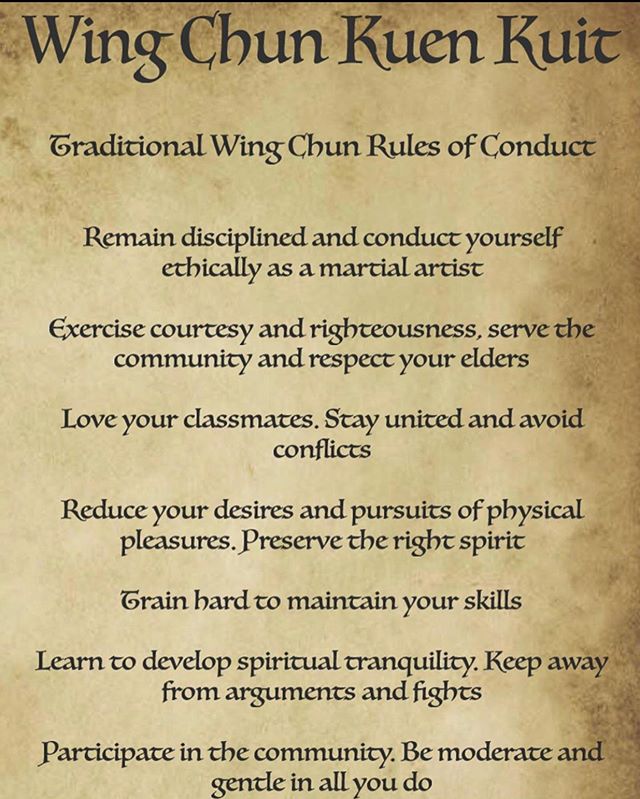 Wing Chun Kuen Kuit
Traditional Wing Chun Rules of Conduct
Remain disciplined and conduct yourself
ethically as a martial artist
Exercise courtesy and righteousness, serve the
community and respect your elders
Love your classmates. Stay united and avoid
conflicts
Reduce your desires and pursuits of physical
pleasures. Preserve the right spirit
Train hard to maintain your skills
Learn to develop spiritual tranquility. Keep away
from arguments and fights
Participate in the community. Be moderate and
gentle in all you do